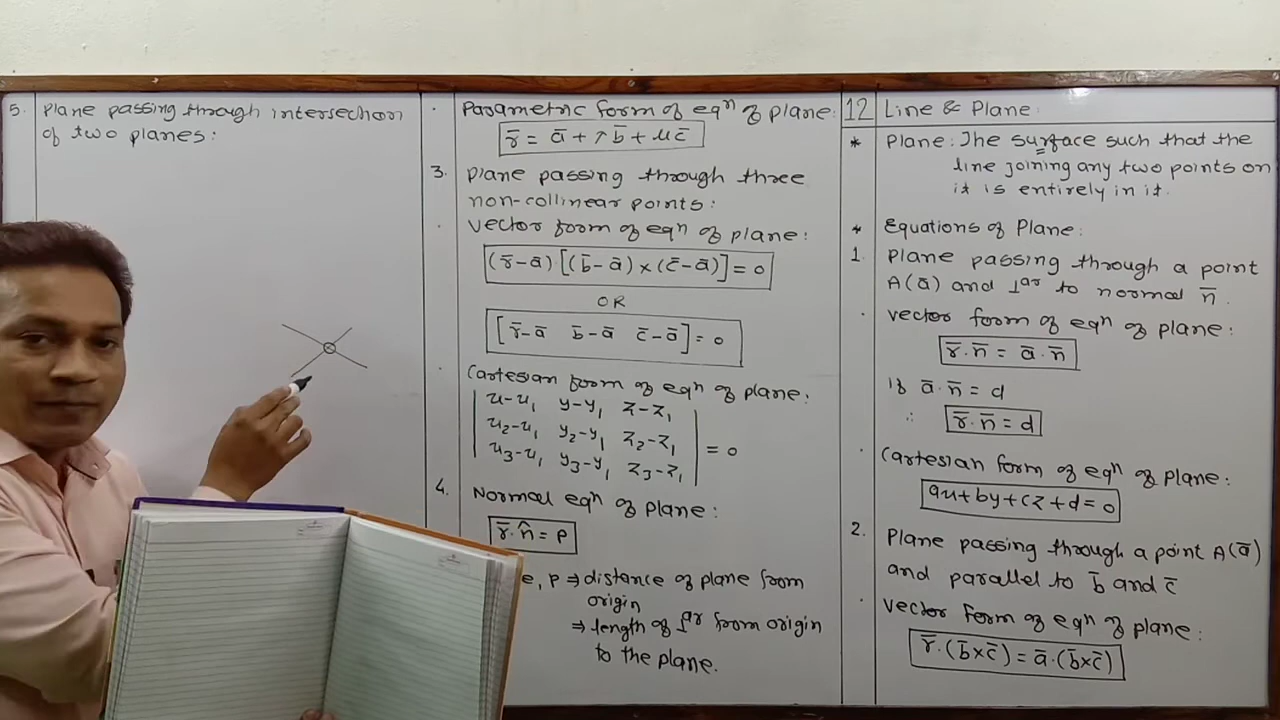 12 Line & Plane:
* Plane: The surface such that the
line joining any two points on
it is entirely in it.
* Equations of Plane:
1. Plane passing through a point
A(a̅) and ⊥ar to normal n̅.
· vector form of eqn of plane:
r̅.n̅ = a̅.n̅
If a̅.n̅ = d
∴ r̅.n̅ = d
· Cartesian form of eqn of plane:
ax+by+cz+d=0
2. Plane passing through a point A(a̅)
and parallel to b̅ and c̅
· Vector form of eqn of plane:
r̅.(b̅×c̅) = a̅.(b̅×c̅)
· Parametric form of eqn of plane:
r̅ = a̅ + λb̅ + μc̅
3. Plane passing through three
non-collinear points:
· vector form of eqn of plane:
(r̅-a̅).[(b̅-a̅)×(c̅-a̅)] = 0
OR
[r̅-a̅ b̅-a̅ c̅-a̅] = 0
· Cartesian form of eqn of plane:
| x-x₁ y-y₁ z-z₁ |
| x₂-x₁ y₂-y₁ z₂-z₁ | = 0
| x₃-x₁ y₃-y₁ z₃-z₁ |
4. Normal eqn of plane:
r̅.n̂ = p
e, p ⇒ distance of plane from
origin
⇒ length of ⊥ar from origin
to the plane.
5. Plane passing through intersection
of two planes: